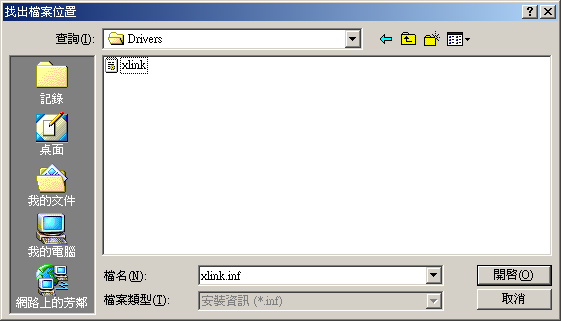 找出檔案位置
查詢(I):
Drivers
xlink
記錄
桌面
我的文件
我的電腦
網路上的芳鄰
檔名(N):
xlink.inf
開啓(O)
檔案類型(T):
安裝資訊 (*.inf)
取消